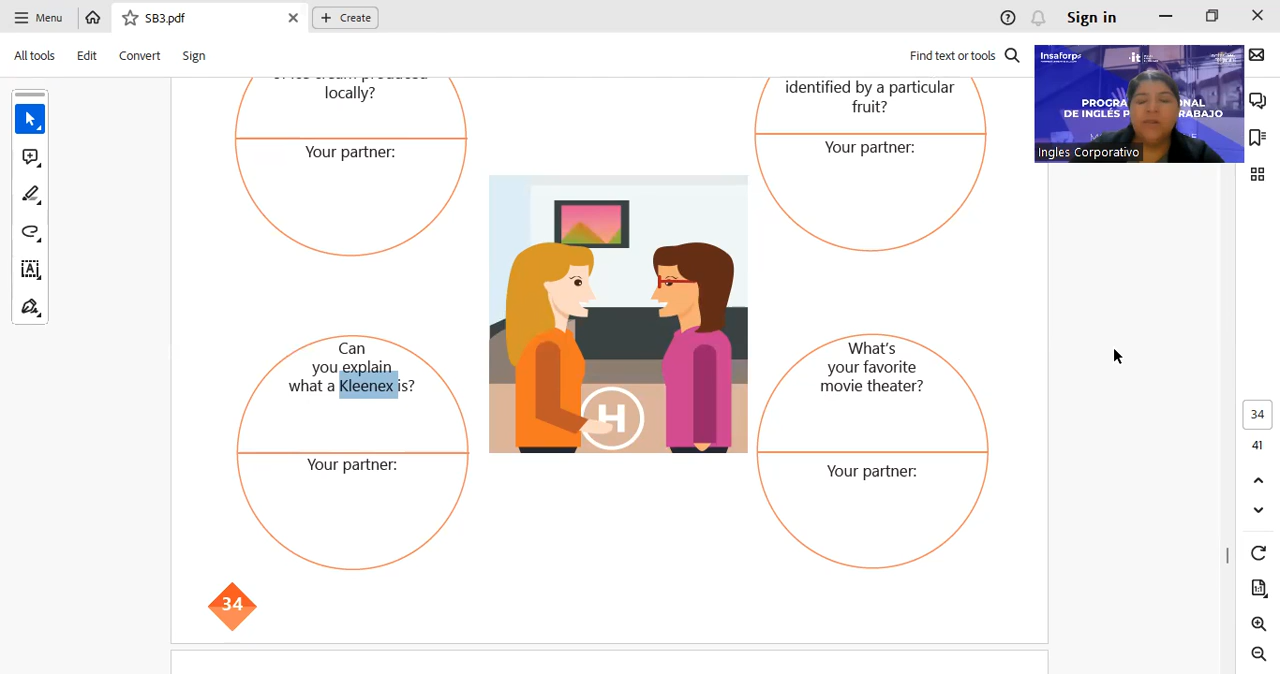 Menu
SB3.pdf
Create
Sign in
All tools
Edit
Convert
Sign
Find text or tools
Insaforp
·it
PROGRA
IONAL
DE INGLÉS P
RABAJO
Ingles Corporativo
locally?
Your partner:
identified by a particular
fruit?
Your partner:
Can
you explain
what a Kleenex is?
Your partner:
H
What's
your favorite
movie theater?
Your partner:
34
34
41